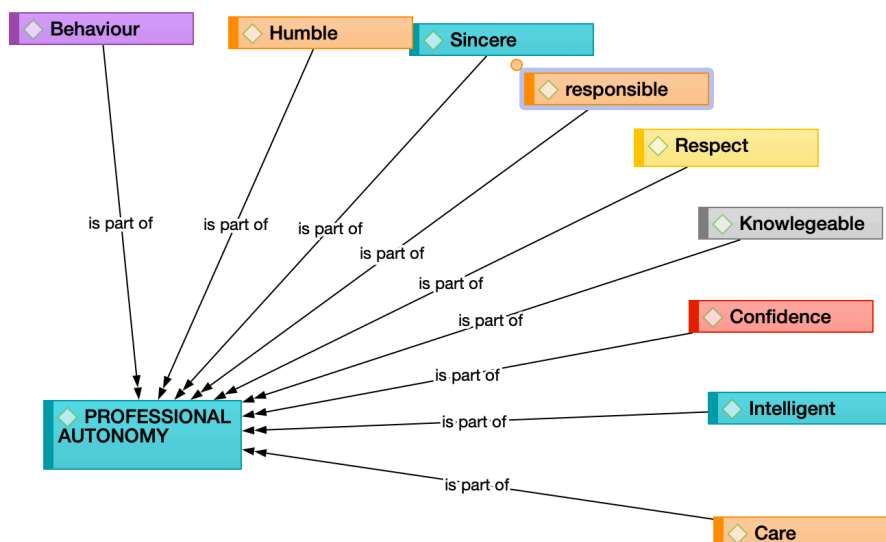 Behaviour
Humble
Sincere
responsible
Respect
Knowlegeable
Confidence
Intelligent
Care
is part of
is part of
is part of
is part of
is part of
is part of
is part of
is part of
is part of
PROFESSIONAL
AUTONOMY